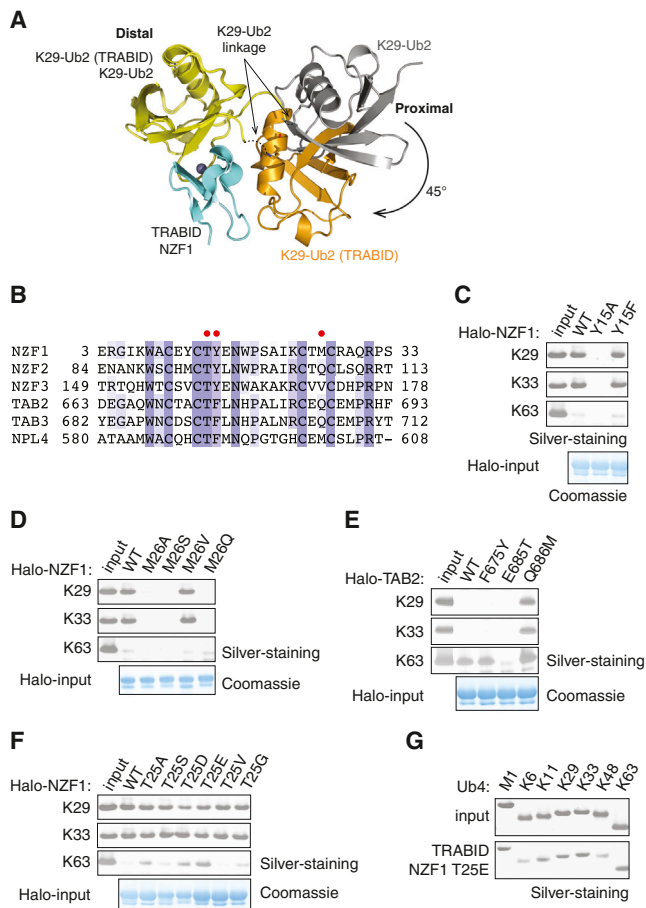 A
Distal
K29-Ub2 (TRABID)
K29-Ub2
K29-Ub2
linkage
K29-Ub2
Proximal
45°
TRABID
NZF1
K29-Ub2 (TRABID)
B
NZF1 3 ERGIKWACEYCTYENWPSAIKCTMCRAQRPS 33
NZF2 84 ENANKWSCHMCTYLNWPRAIRCTQCLSQRRT 113
NZF3 149 TRTQHWTCSVCTYENWAKAKRCVVCDHPRPN 178
TAB2 663 DEGAQWNCTACTFLNHPALIRCEQCEMPRHF 693
TAB3 682 YEGAPWNCDSCTFLNHPALNRCEQCEMPRYT 712
NPL4 580 ATAAMWACQHCTFMNQPGTGHCEMCSLPRT- 608
C
Halo-NZF1: input WT Y15A Y15F
K29
K33
K63
Silver-staining
Halo-input
Coomassie
D
Halo-NZF1: input WT M26A M26S M26V M26Q
K29
K33
K63 Silver-staining
Halo-input Coomassie
E
Halo-TAB2: input WT F675Y E685T Q686M
K29
K33
K63 Silver-staining
Halo-input Coomassie
F
Halo-NZF1: input WT T25A T25S T25D T25E T25V T25G
K29
K33
K63 Silver-staining
Halo-input Coomassie
G
Ub4: M1 K6 K11 K29 K33 K48 K63
input
TRABID
NZF1 T25E
Silver-staining